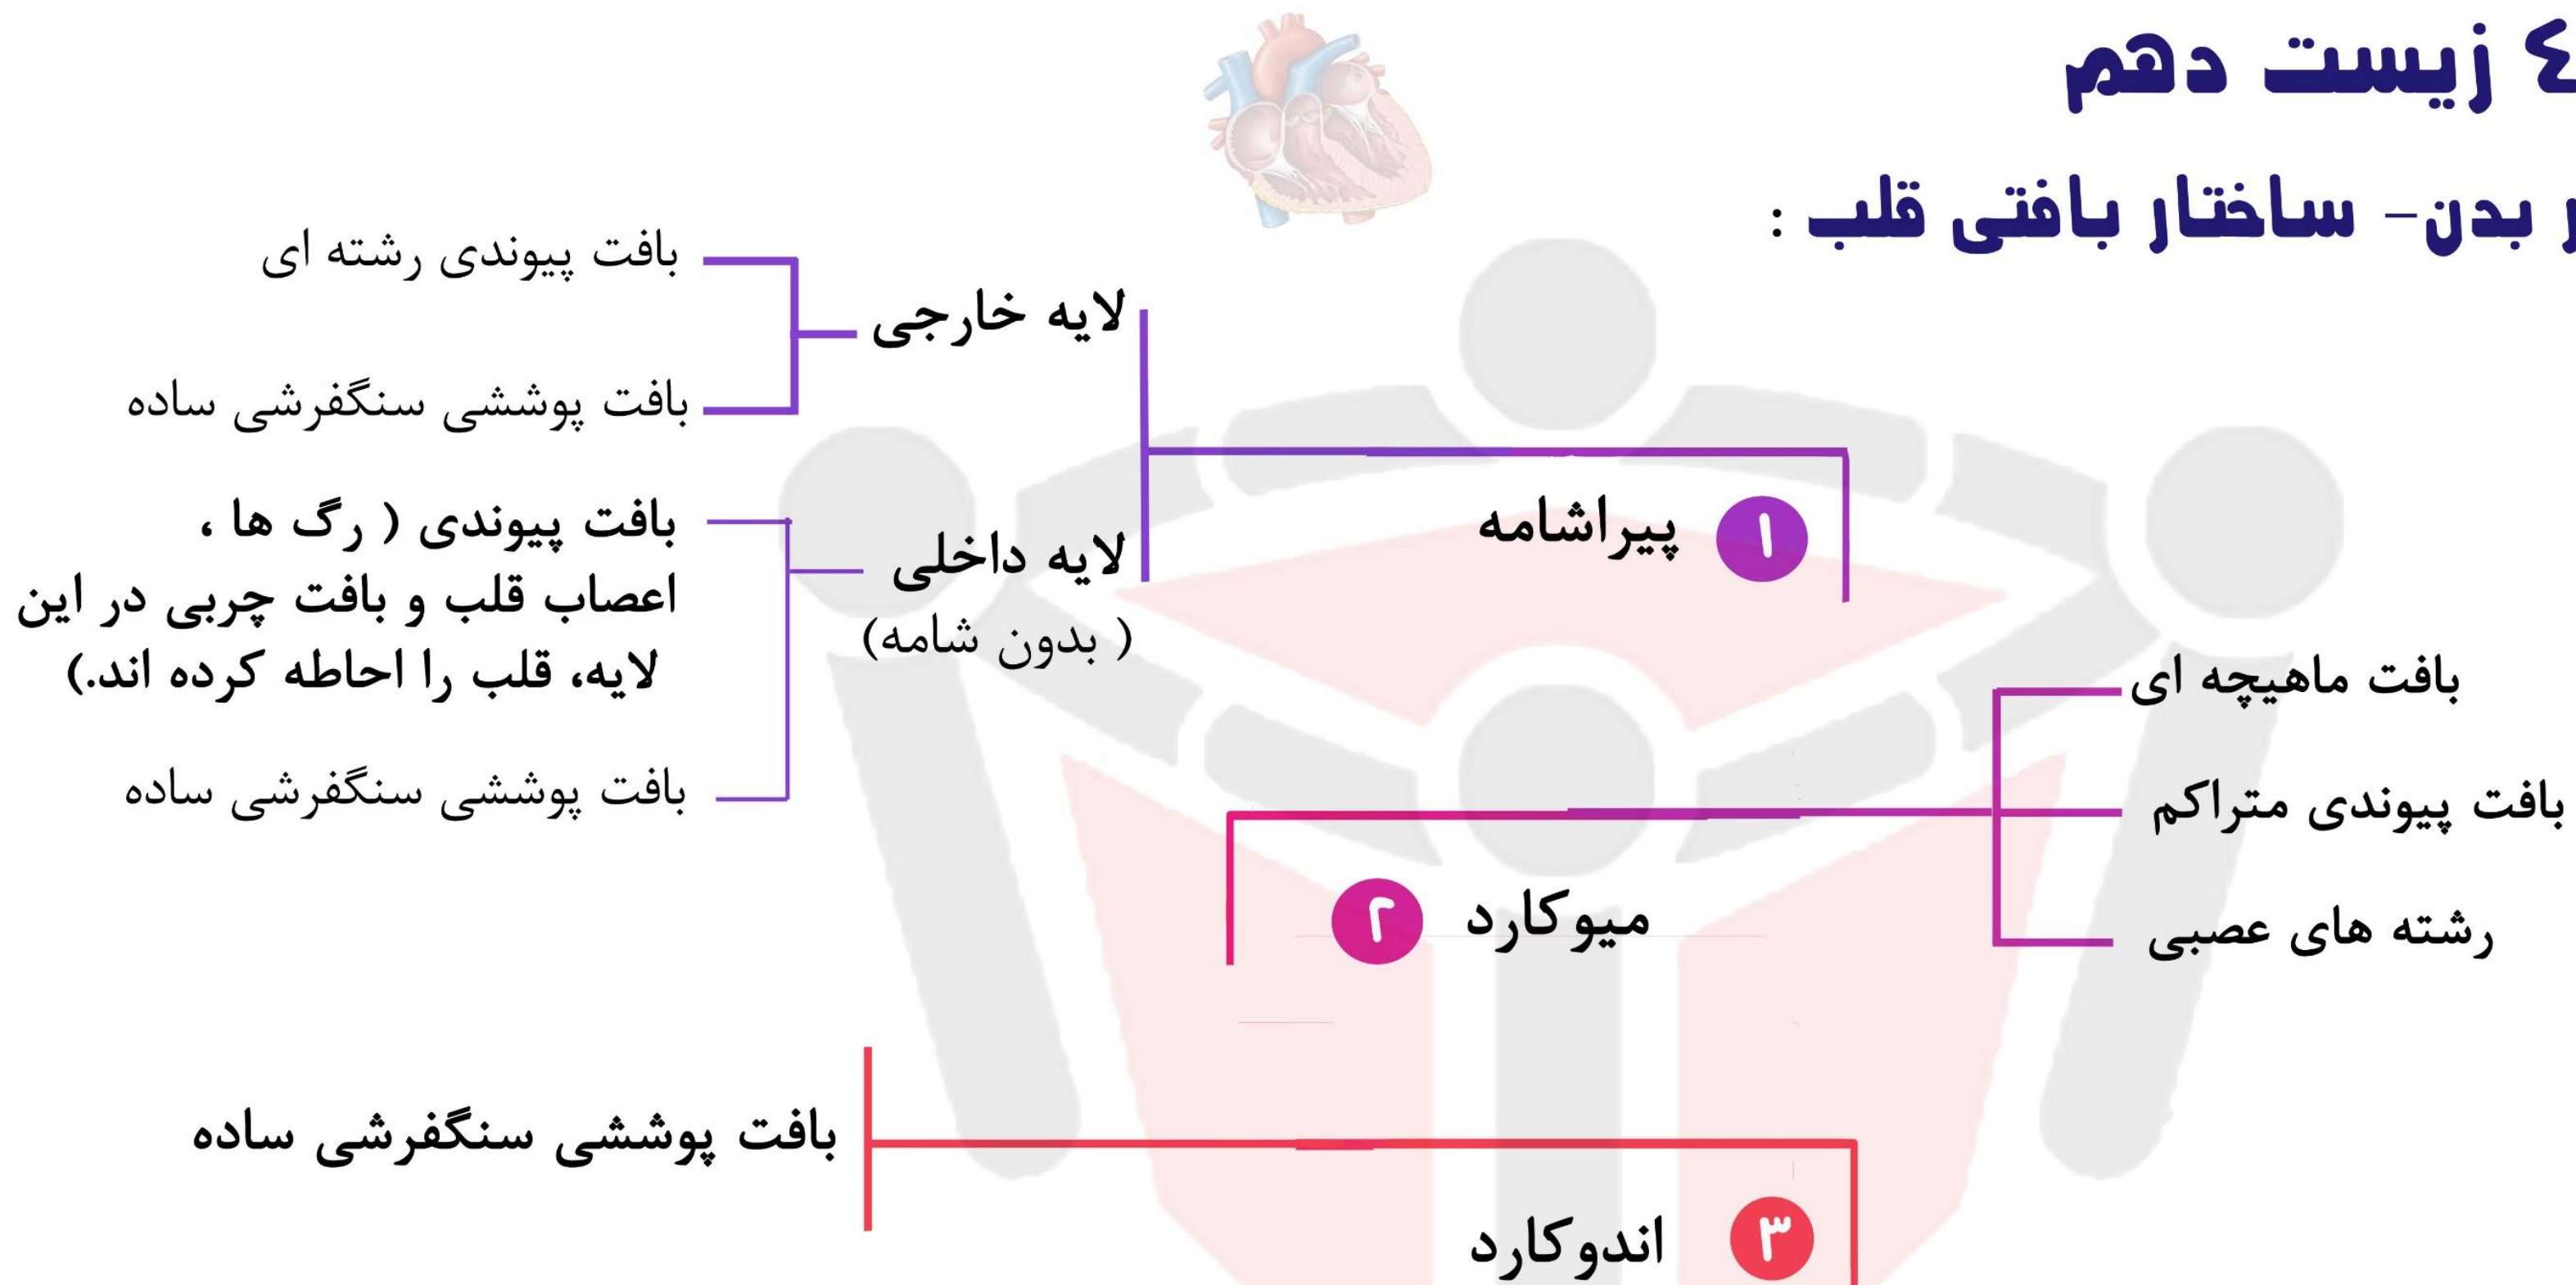 ٤ زیست دهم
ر بدن- ساختار بافتی قلب :
۱ پیراشامه
لایه خارجی
بافت پیوندی رشته ای
بافت پوششی سنگفرشی ساده
لایه داخلی
( بدون شامه)
بافت پیوندی ( رگ ها ،
اعصاب قلب و بافت چربی در این
لایه، قلب را احاطه کرده اند.)
بافت پوششی سنگفرشی ساده
میوکارد ۲
بافت ماهیچه ای
بافت پیوندی متراکم
رشته های عصبی
۳ اندوکارد
بافت پوششی سنگفرشی ساده